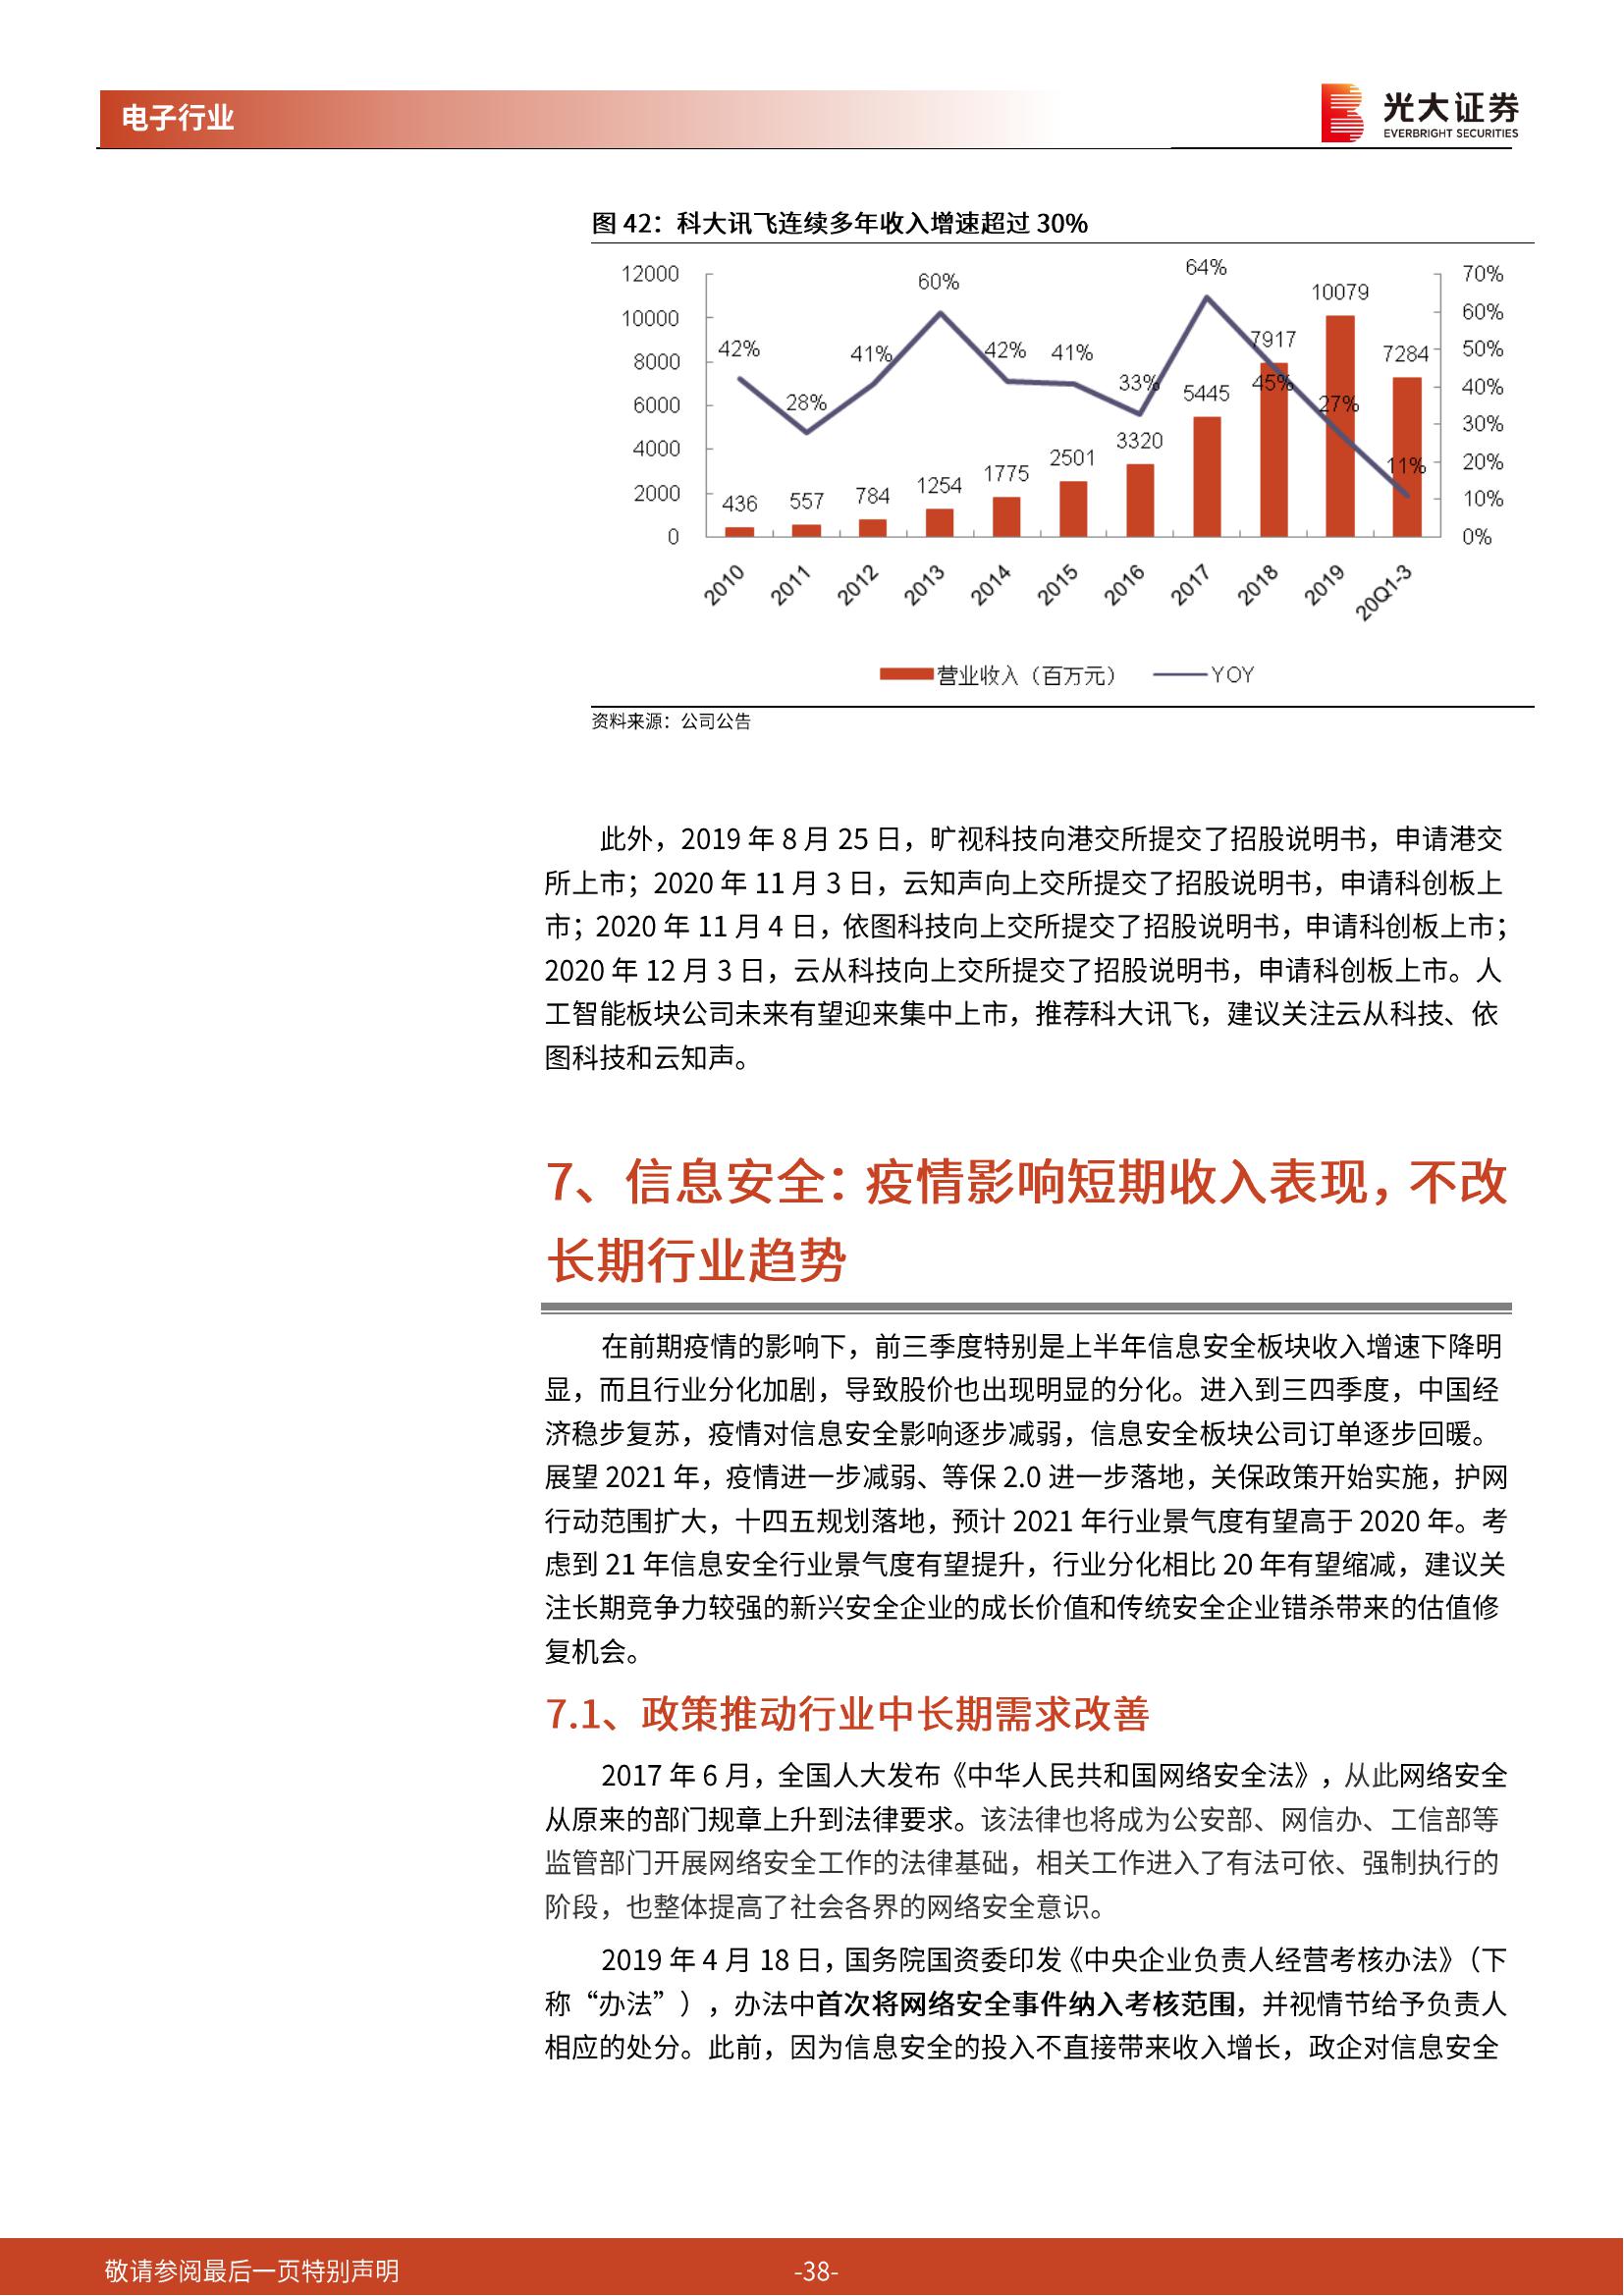 电子行业
光大证券
EVERBRIGHT SECURITIES
图 42：科大讯飞连续多年收入增速超过 30%
12000
10000
8000
6000
4000
2000
0
70%
60%
50%
40%
30%
20%
10%
0%
42%
28%
41%
60%
42%
41%
33%
64%
45%
27%
11%
436
557
784
1254
1775
2501
3320
5445
7917
10079
7284
2010
2011
2012
2013
2014
2015
2016
2017
2018
2019
20Q1-3
营业收入（百万元）
YOY
资料来源：公司公告
此外，2019 年 8 月 25 日，旷视科技向港交所提交了招股说明书，申请港交
所上市；2020 年 11 月 3 日，云知声向上交所提交了招股说明书，申请科创板上
市；2020 年 11 月 4 日，依图科技向上交所提交了招股说明书，申请科创板上市；
2020 年 12 月 3 日，云从科技向上交所提交了招股说明书，申请科创板上市。人
工智能板块公司未来有望迎来集中上市，推荐科大讯飞，建议关注云从科技、依
图科技和云知声。
7、信息安全：疫情影响短期收入表现，不改
长期行业趋势
在前期疫情的影响下，前三季度特别是上半年信息安全板块收入增速下降明
显，而且行业分化加剧，导致股价也出现明显的分化。进入到三四季度，中国经
济稳步复苏，疫情对信息安全影响逐步减弱，信息安全板块公司订单逐步回暖。
展望 2021 年，疫情进一步减弱、等保 2.0 进一步落地，关保政策开始实施，护网
行动范围扩大，十四五规划落地，预计 2021 年行业景气度有望高于 2020 年。考
虑到 21 年信息安全行业景气度有望提升，行业分化相比 20 年有望缩减，建议关
注长期竞争力较强的新兴安全企业的成长价值和传统安全企业错杀带来的估值修
复机会。
7.1、政策推动行业中长期需求改善
2017 年 6 月，全国人大发布《中华人民共和国网络安全法》，从此网络安全
从原来的部门规章上升到法律要求。该法律也将成为公安部、网信办、工信部等
监管部门开展网络安全工作的法律基础，相关工作进入了有法可依、强制执行的
阶段，也整体提高了社会各界的网络安全意识。
2019 年 4 月 18 日，国务院国资委印发《中央企业负责人经营考核办法》（下
称“办法”），办法中首次将网络安全事件纳入考核范围，并视情节给予负责人
相应的处分。此前，因为信息安全的投入不直接带来收入增长，政企对信息安全
敬请参阅最后一页特别声明
-38-